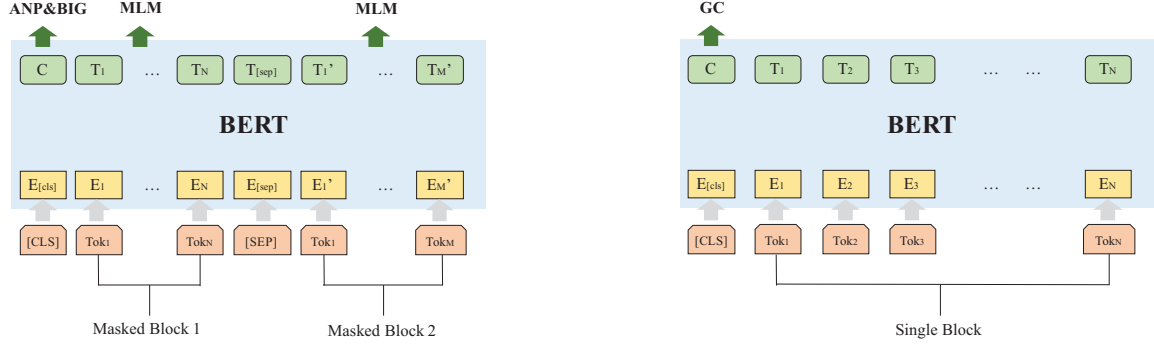 ANP&BIG MLM MLM
C T1 … TN T[sep] T1’ … TM’
BERT
E[cls] E1 … EN E[sep] E1’ … EM’
[CLS] Tok1 TokN [SEP] Tok1 TokM
Masked Block 1 Masked Block 2
GC
C T1 T2 T3 … … TN
BERT
E[cls] E1 E2 E3 … … EN
[CLS] Tok1 Tok2 Tok3 TokN
Single Block